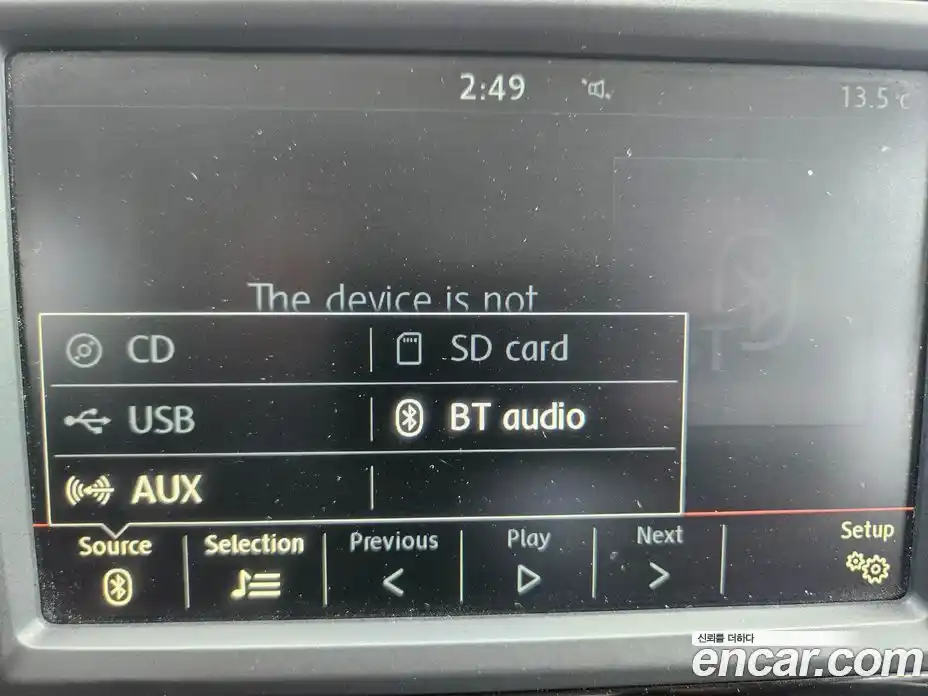 2:49
13.5 °C
The device is not
CD
SD card
USB
BT audio
AUX
Source
Selection
Previous
Play
Next
Setup
신뢰를 더하다
encar.com